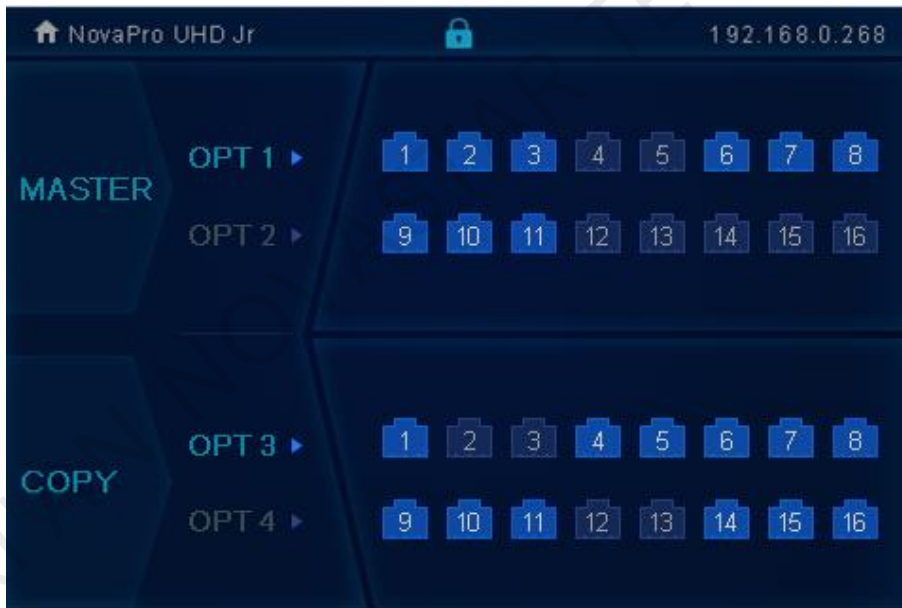 NovaPro UHD Jr 192.168.0.268
MASTER
OPT 1 1 2 3 4 5 6 7 8
OPT 2 9 10 11 12 13 14 15 16
COPY
OPT 3 1 2 3 4 5 6 7 8
OPT 4 9 10 11 12 13 14 15 16